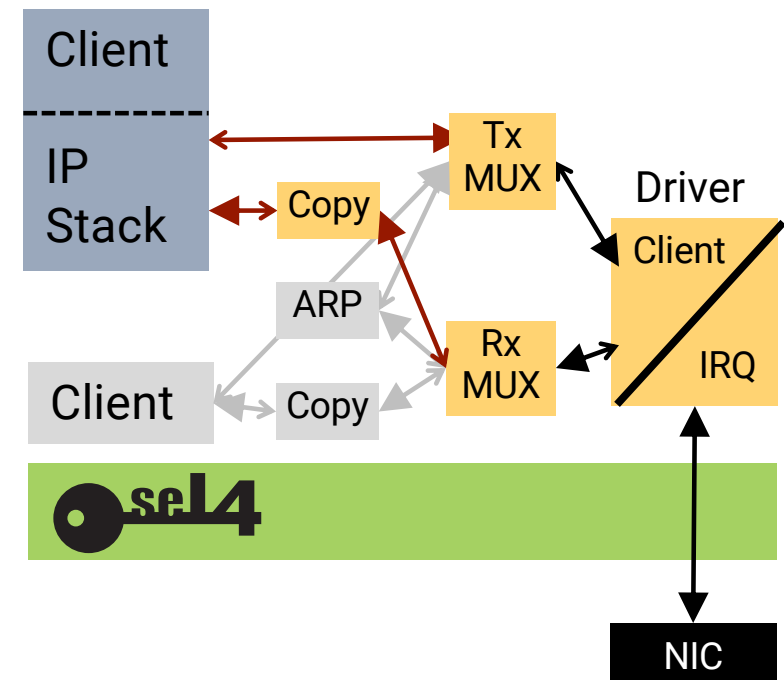 Client
IP
Stack
Copy
Tx
MUX
Driver
Client
IRQ
ARP
Rx
MUX
Client
Copy
seL4
NIC